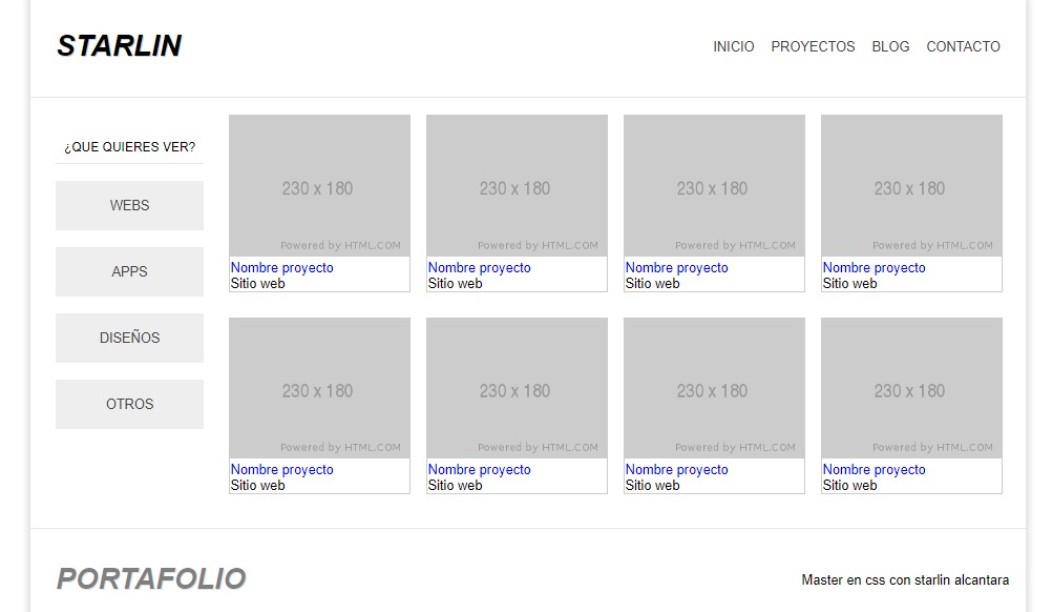 STARLIN
INICIO PROYECTOS BLOG CONTACTO
¿QUE QUIERES VER?
WEBS
APPS
DISEÑOS
OTROS
230 x 180 230 x 180 230 x 180 230 x 180
Powered by HTML.COM Powered by HTML.COM Powered by HTML.COM Powered by HTML.COM
Nombre proyecto Nombre proyecto Nombre proyecto Nombre proyecto
Sitio web Sitio web Sitio web Sitio web
230 x 180 230 x 180 230 x 180 230 x 180
Powered by HTML.COM Powered by HTML.COM Powered by HTML.COM Powered by HTML.COM
Nombre proyecto Nombre proyecto Nombre proyecto Nombre proyecto
Sitio web Sitio web Sitio web Sitio web
PORTAFOLIO
Master en css con starlin alcantara